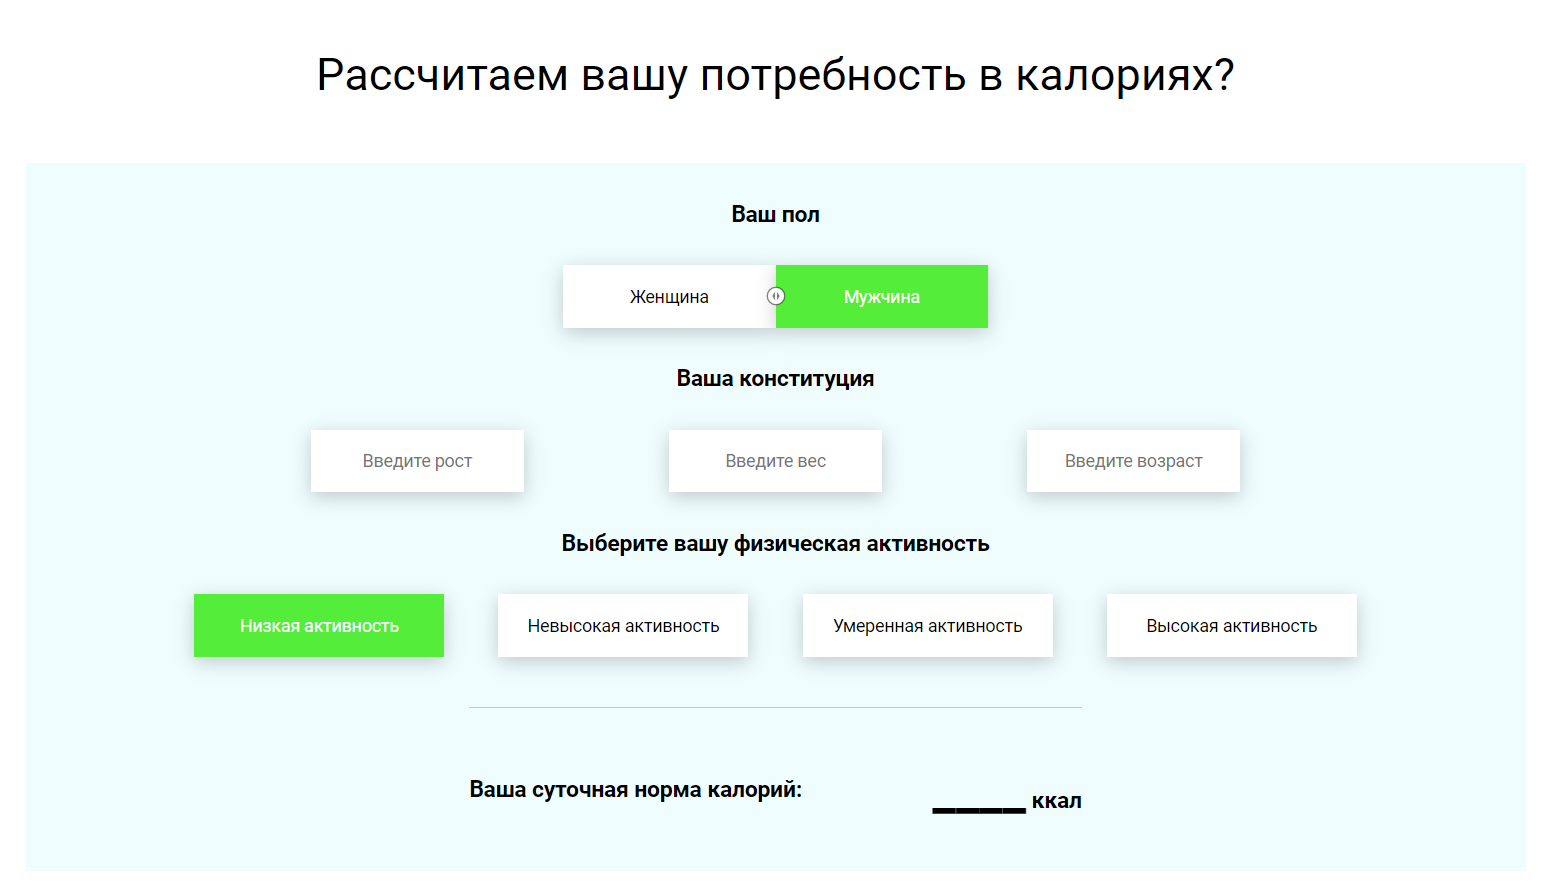 Рассчитаем вашу потребность в калориях?
Ваш пол
Женщина
Мужчина
Ваша конституция
Введите рост
Введите вес
Введите возраст
Выберите вашу физическая активность
Низкая активность
Невысокая активность
Умеренная активность
Высокая активность
Ваша суточная норма калорий:
____ ккал